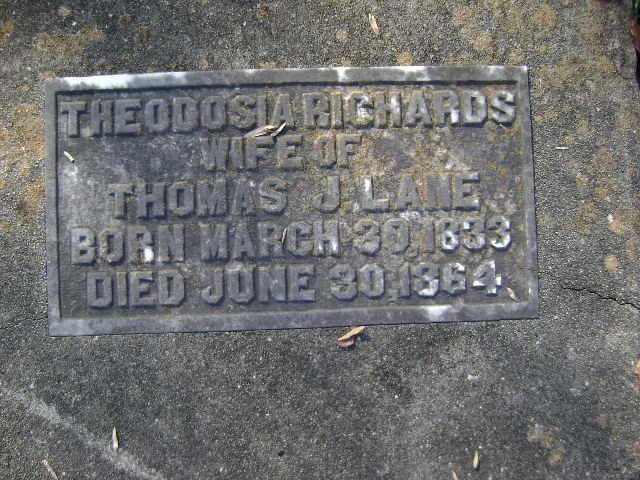 THEODOSIA RICHARDS
WIFE OF
THOMAS J. LANE
BORN MARCH 30, 1833
DIED JUNE 30, 1864